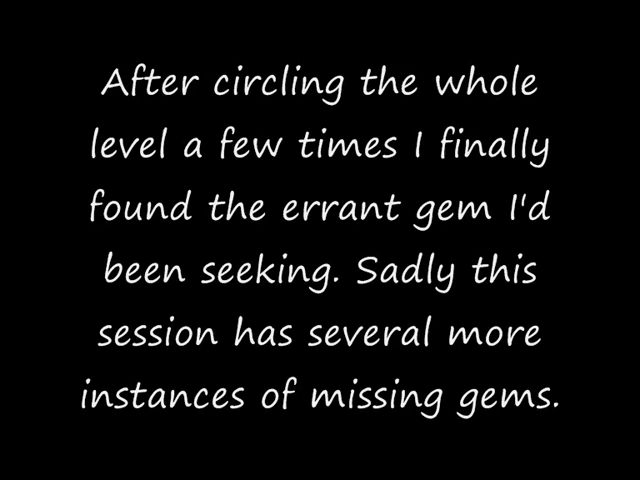 After circling the whole
level a few times I finally
found the errant gem I'd
been seeking. Sadly this
session has several more
instances of missing gems.